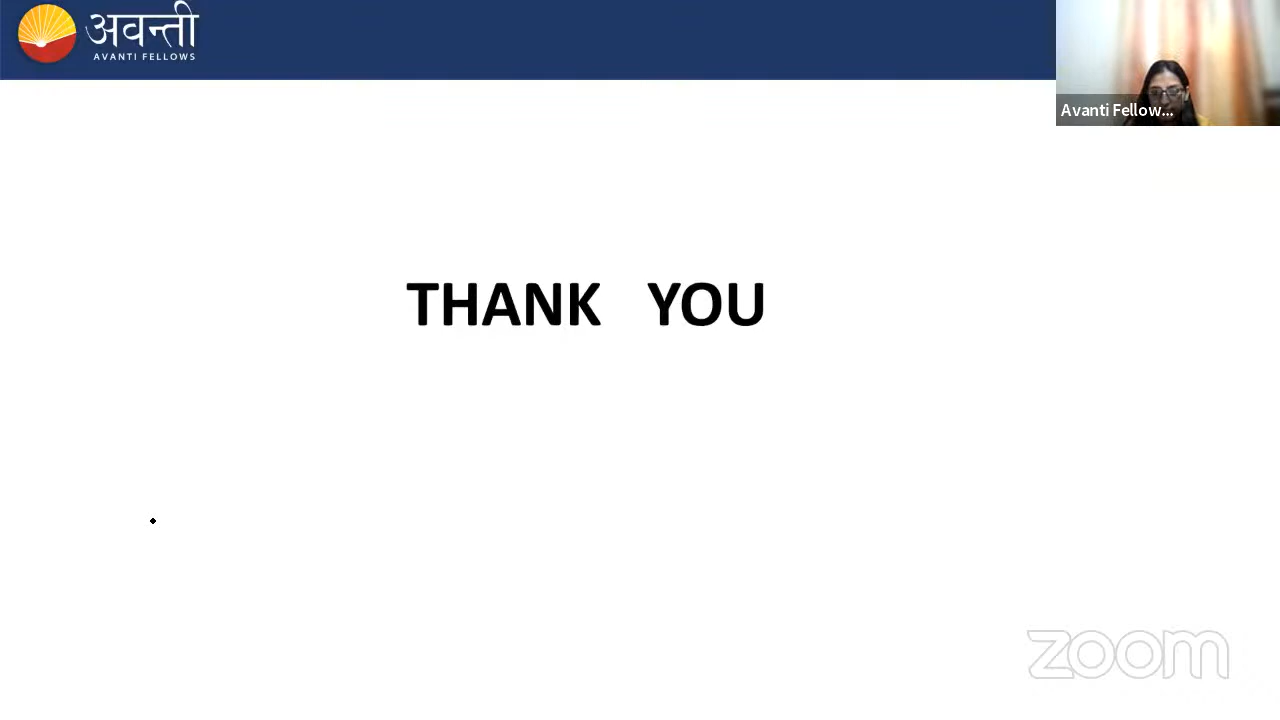 अवन्ती
AVANTI FELLOWS
Avanti Fellow...
THANK YOU
zoom